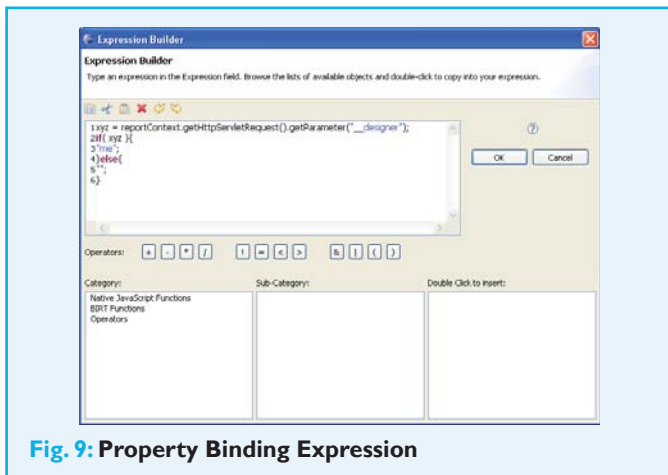 Expression Builder
Expression Builder
Type an expression in the Expression field. Browse the lists of available objects and double-click to copy into your expression.
1xyz = reportContext.getHttpServletRequest().getParameter("__designer");
2if( xyz ){
3"me";
4}else{
5"";
6}
OK Cancel
Operators: + - * / ! = < > & | ( )
Category: Sub-Category: Double Click to insert:
Native JavaScript Functions
BIRT Functions
Operators
Fig. 9: Property Binding Expression